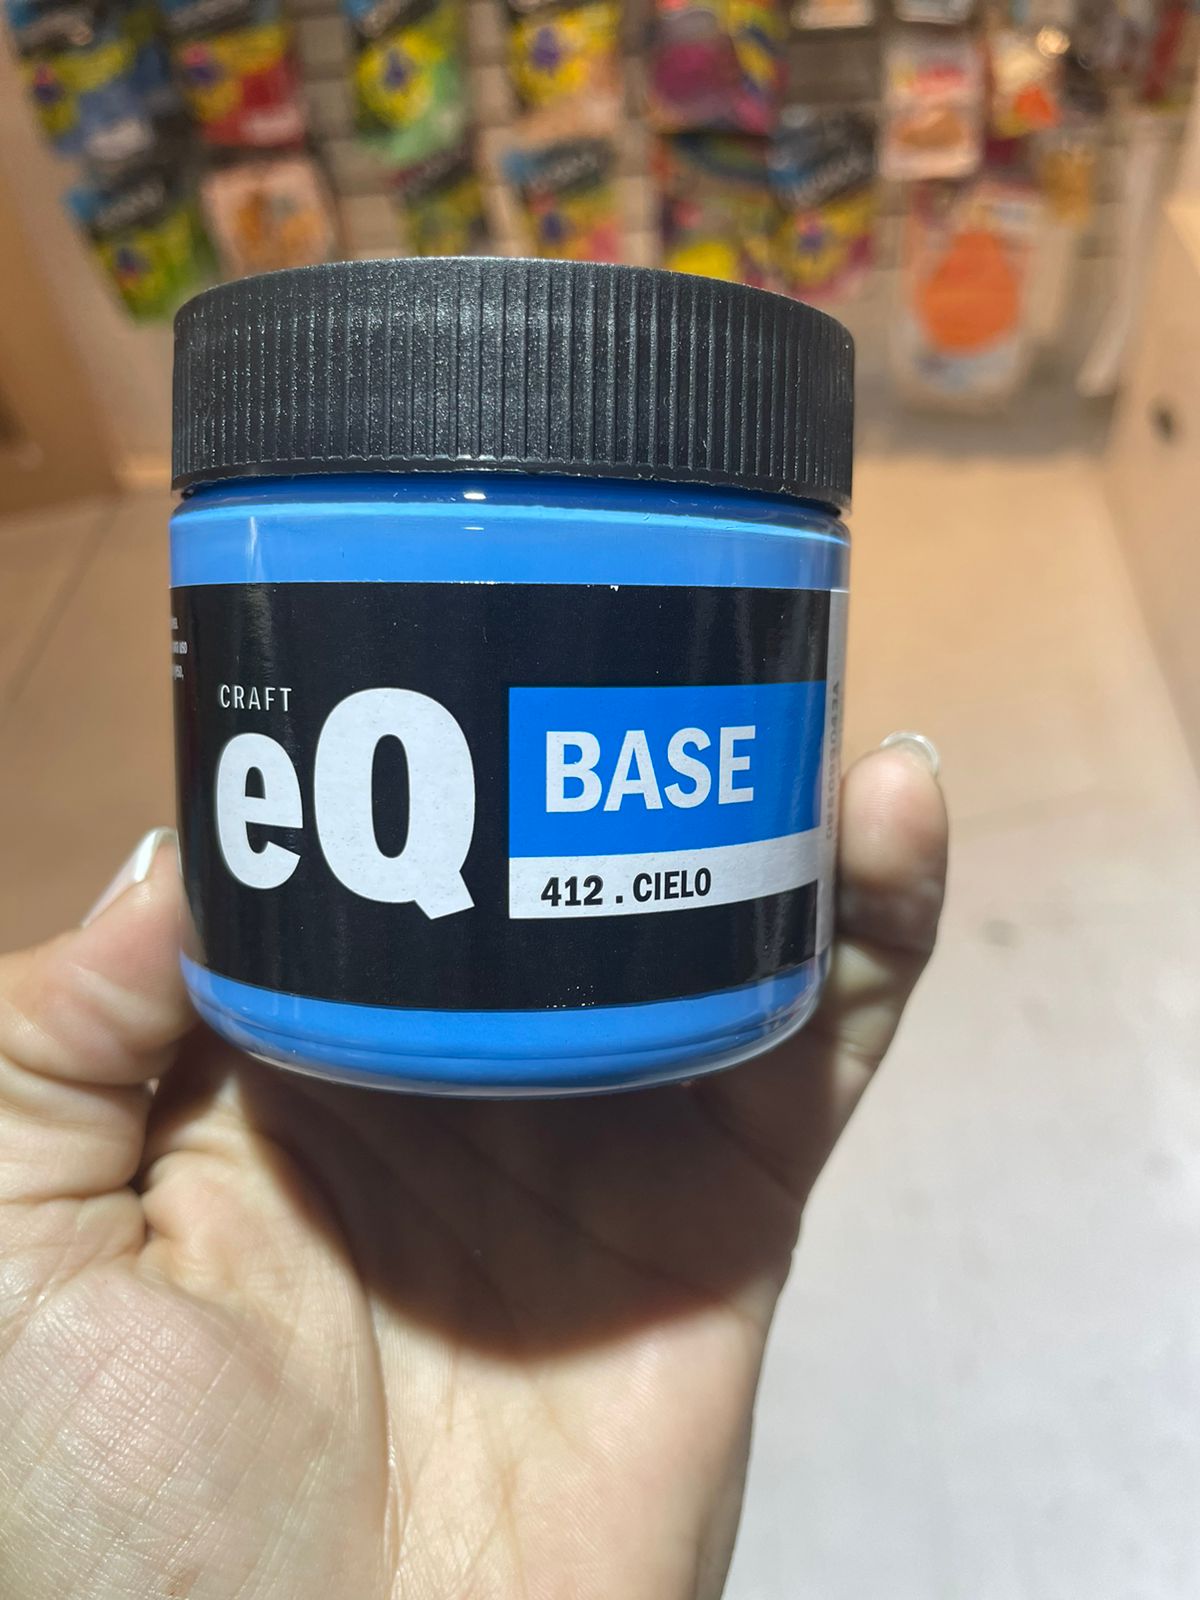 CRAFT
eQ
BASE
412 . CIELO